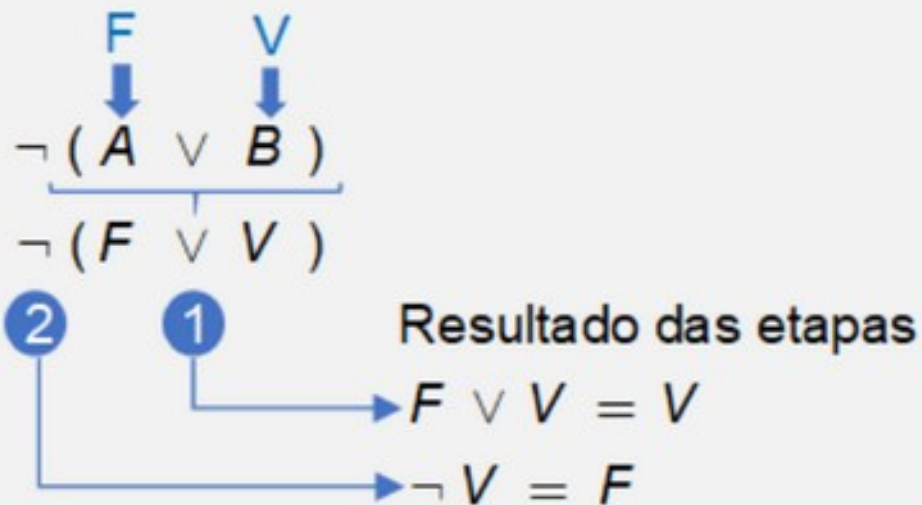 F V
¬ ( A ∨ B )
¬ ( F ∨ V )
2 1 Resultado das etapas
F ∨ V = V
¬ V = F